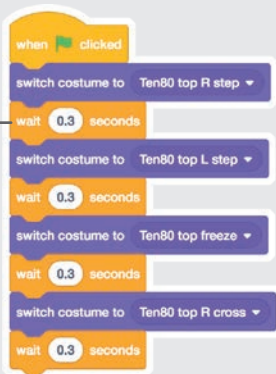 when clicked
switch costume to Ten80 top R step
wait 0.3 seconds
switch costume to Ten80 top L step
wait 0.3 seconds
switch costume to Ten80 top freeze
wait 0.3 seconds
switch costume to Ten80 top R cross
wait 0.3 seconds